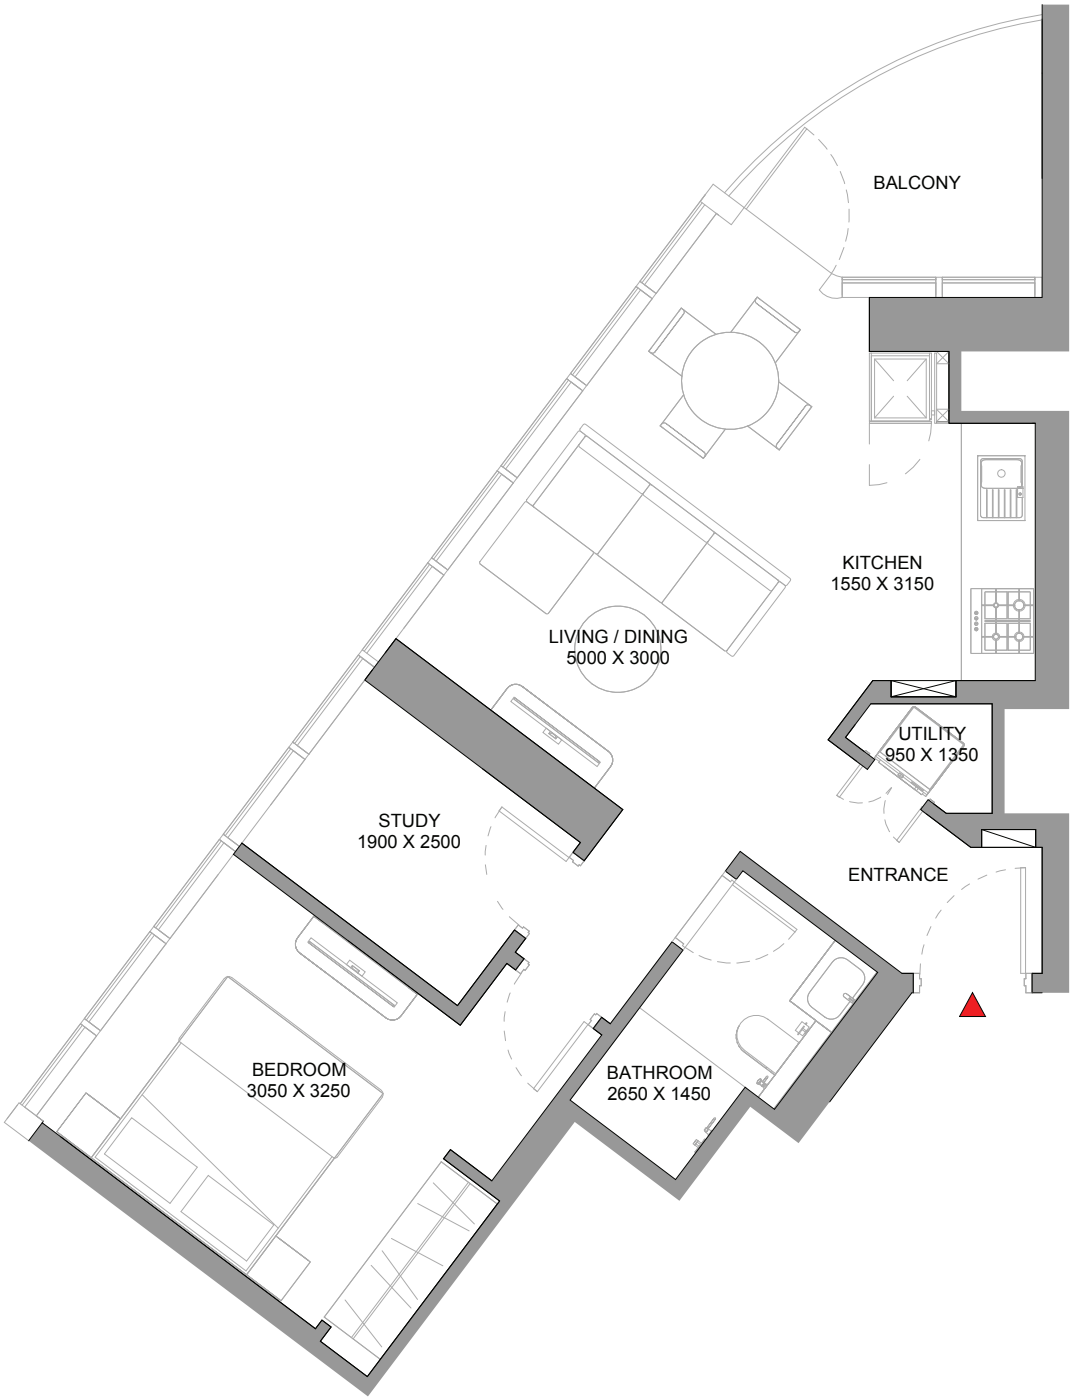 BALCONY
KITCHEN
1550 X 3150
LIVING / DINING
5000 X 3000
UTILITY
950 X 1350
STUDY
1900 X 2500
ENTRANCE
BEDROOM
3050 X 3250
BATHROOM
2650 X 1450